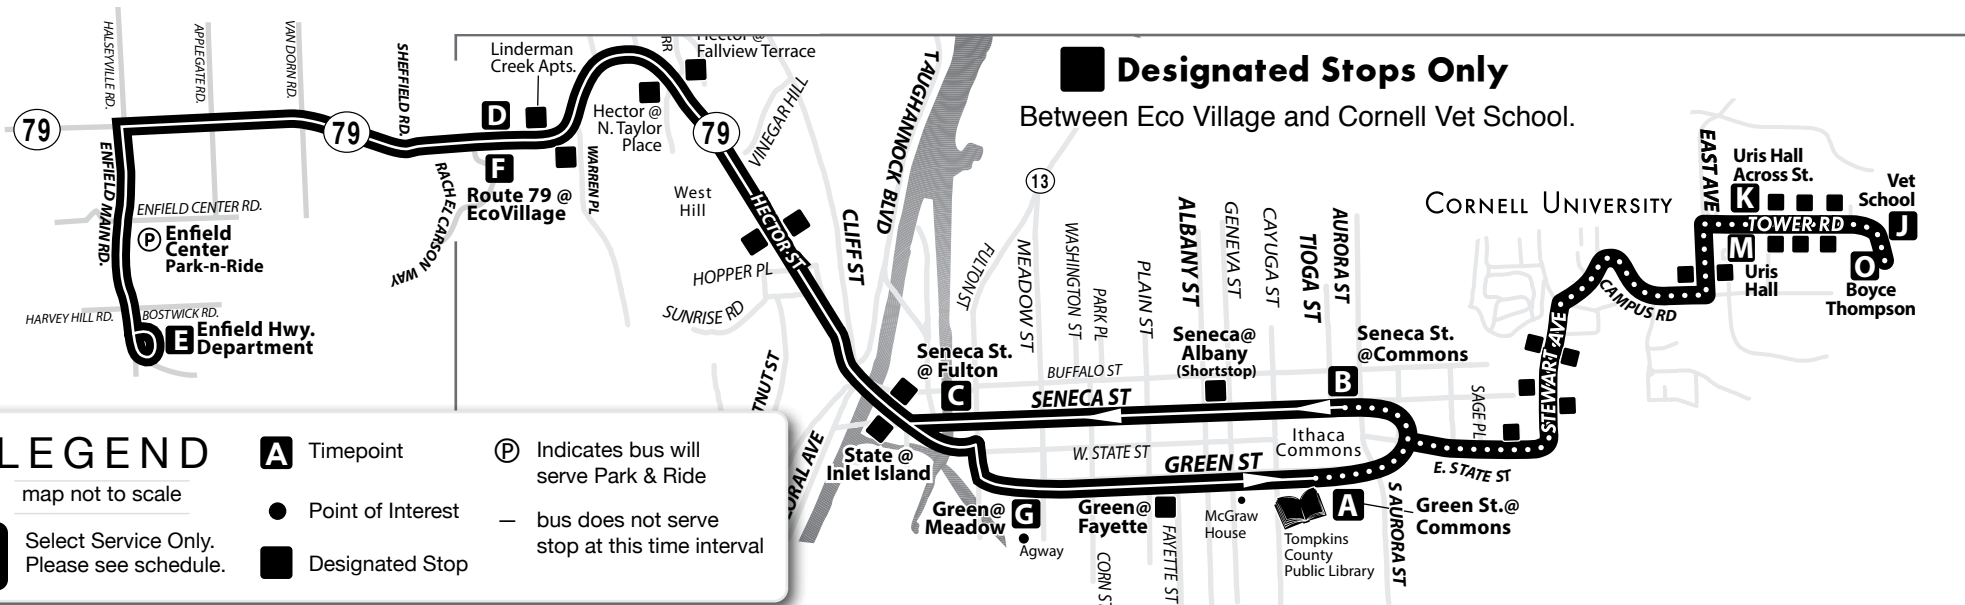 HALSEYVILLE RD.
APPLEGATE RD.
VAN DORN RD.
SHEFFIELD RD.
79
79
79
ENFIELD MAIN RD.
ENFIELD CENTER RD.
P
Enfield
Center
Park-n-Ride
HARVEY HILL RD.
BOSTWICK RD.
E
Enfield Hwy.
Department
RACHEL CARSON WAY
Linderman
Creek Apts.
D
F
Route 79 @
EcoVillage
WARREN PL
Hector @
N. Taylor
Place
RR
Hector @
Fallview Terrace
VINEGAR HILL
West
Hill
HECTOR ST
HOPPER PL
SUNRISE RD
CLIFF ST
TAUGHANNOCK BLVD
TNUT ST
ORAL AVE
Designated Stops Only
Between Eco Village and Cornell Vet School.
13
FULTON ST
MEADOW ST
WASHINGTON ST
PARK PL
PLAIN ST
ALBANY ST
GENEVA ST
CAYUGA ST
TIOGA ST
AURORA ST
Seneca St.
@ Fulton
C
BUFFALO ST
SENECA ST
Seneca@
Albany
(Shortstop)
Seneca St.
@Commons
B
State @
Inlet Island
W. STATE ST
GREEN ST
Ithaca
Commons
Green@
Meadow
G
Agway
Green@
Fayette
CORN ST
FAYETTE ST
McGraw
House
Tompkins
County
Public Library
A
Green St.@
Commons
S AURORA ST
E. STATE ST
SAGE PL
STEWART AVE
CAMPUS RD
CORNELL UNIVERSITY
EAST AVE
Uris Hall
Across St.
K
TOWER RD
M
Uris
Hall
Vet
School
J
O
Boyce
Thompson
LEGEND
map not to scale
Select Service Only.
Please see schedule.
A Timepoint
Point of Interest
Designated Stop
P Indicates bus will
serve Park & Ride
— bus does not serve
stop at this time interval